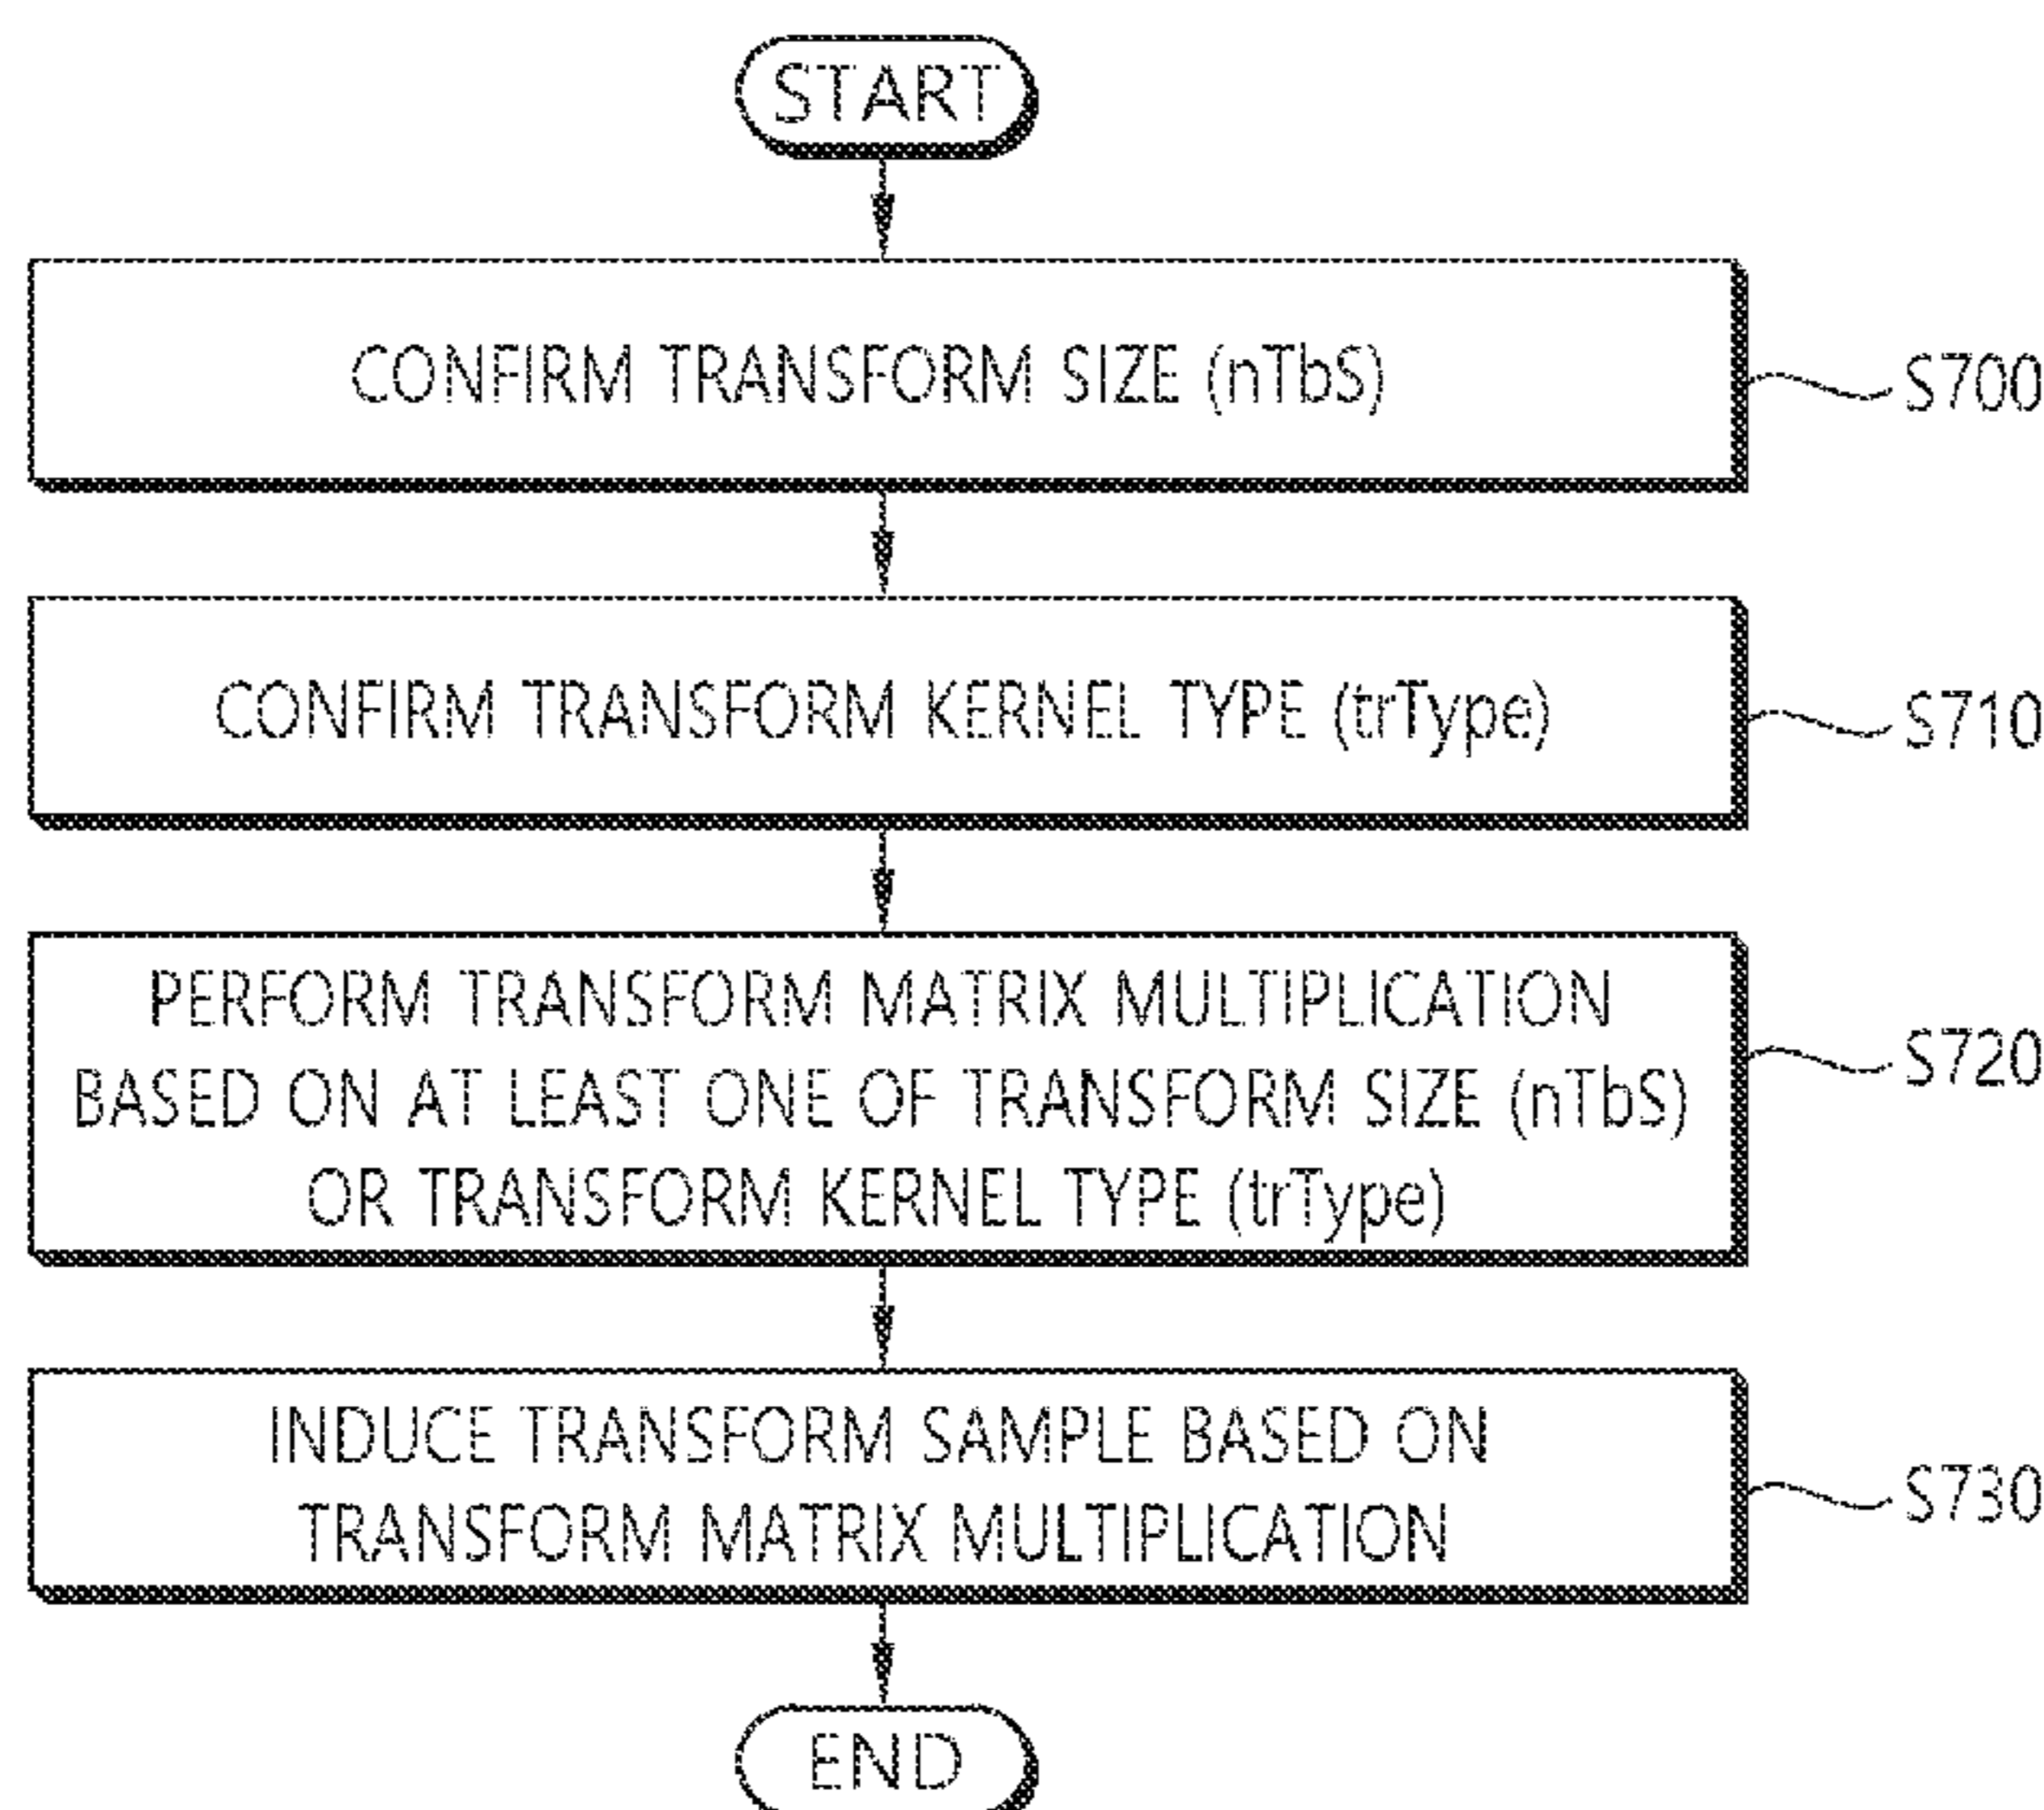 START
CONFIRM TRANSFORM SIZE (nTbS)
S700
CONFIRM TRANSFORM KERNEL TYPE (trType)
S710
PERFORM TRANSFORM MATRIX MULTIPLICATION
BASED ON AT LEAST ONE OF TRANSFORM SIZE (nTbS)
OR TRANSFORM KERNEL TYPE (trType)
S720
INDUCE TRANSFORM SAMPLE BASED ON
TRANSFORM MATRIX MULTIPLICATION
S730
END